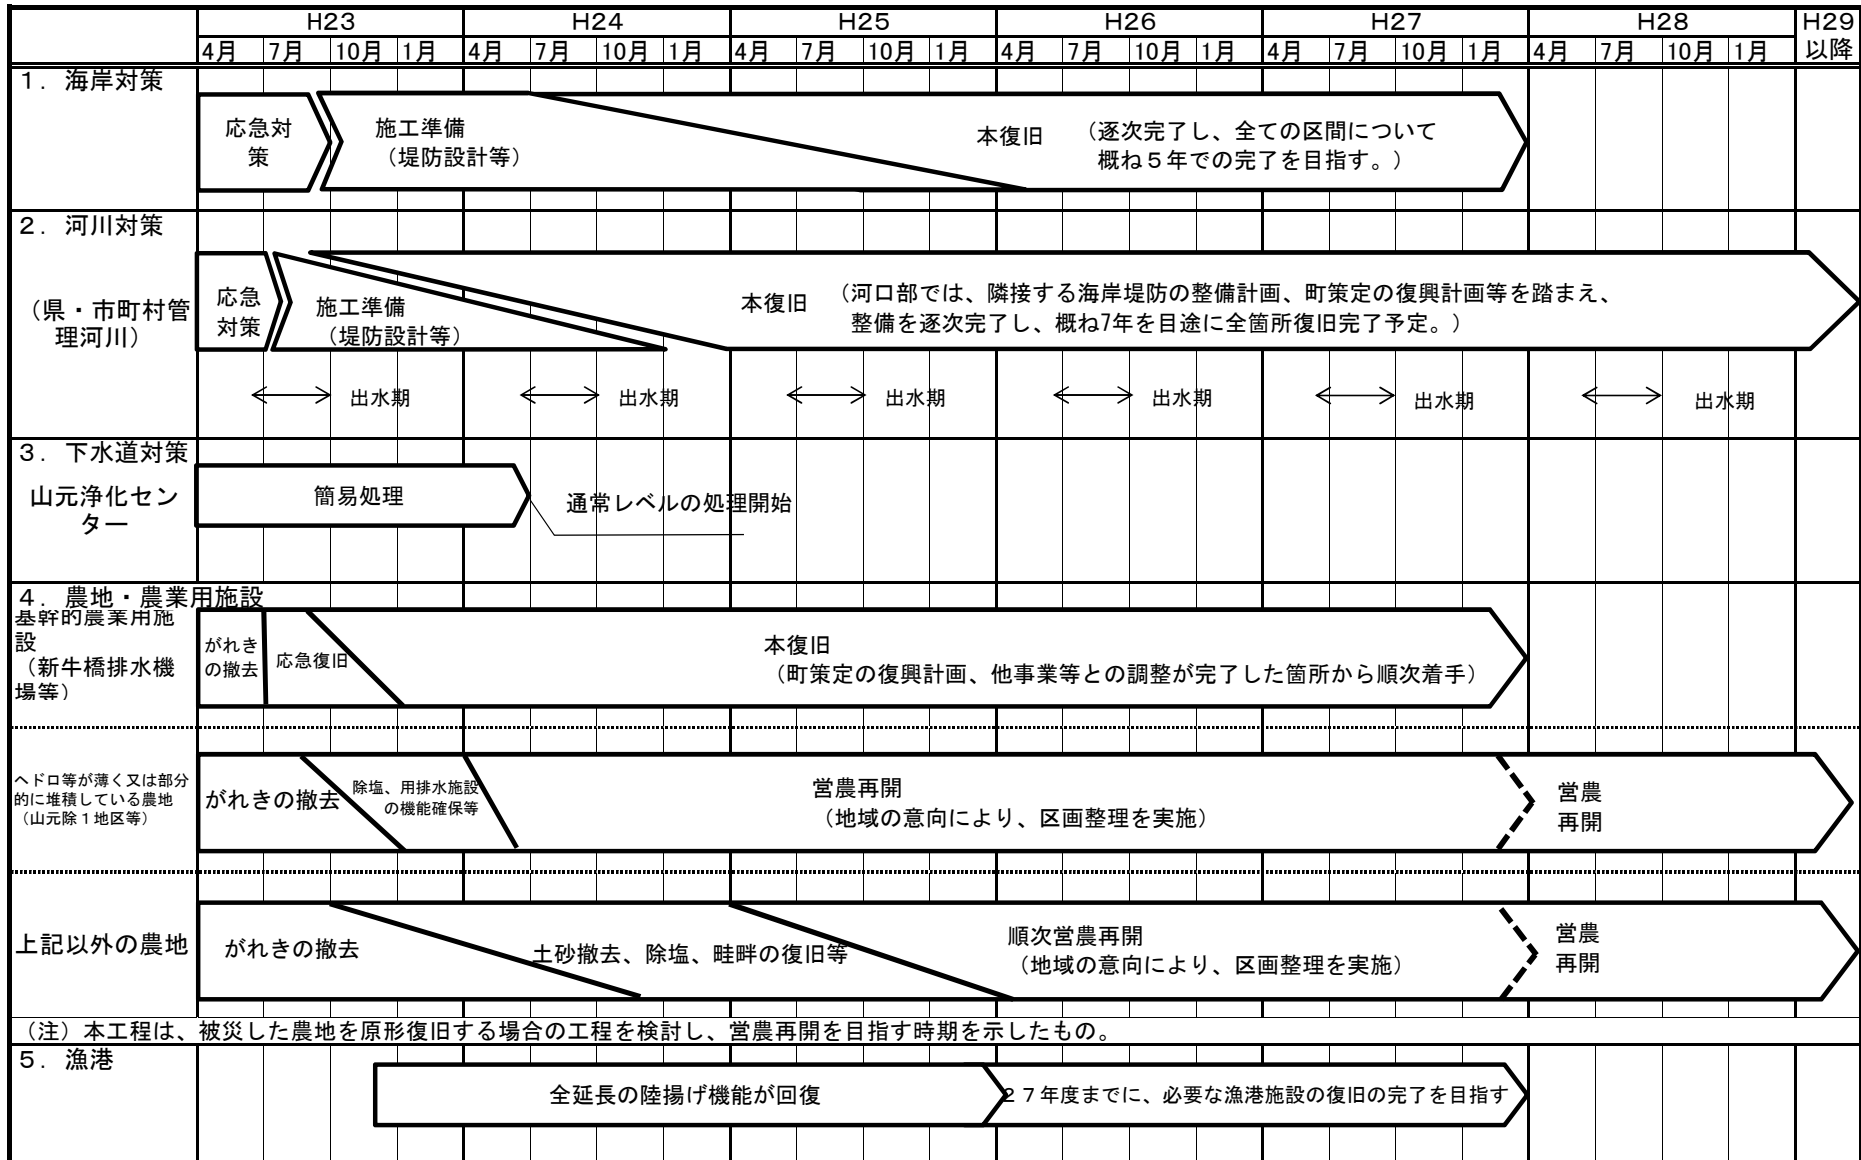 H23 H24 H25 H26 H27 H28 H29
4月 7月 10月 1月 4月 7月 10月 1月 4月 7月 10月 1月 4月 7月 10月 1月 4月 7月 10月 1月 4月 7月 10月 1月 以降
1．海岸対策
応急対
策
施工準備
（堤防設計等）
本復旧 （逐次完了し、全ての区間について
概ね５年での完了を目指す。）
2．河川対策
（県・市町村管
理河川）
応急
対策
施工準備
（堤防設計等）
本復旧 （河口部では、隣接する海岸堤防の整備計画、町策定の復興計画等を踏まえ、
整備を逐次完了し、概ね7年を目途に全箇所復旧完了予定。）
出水期 出水期 出水期 出水期 出水期 出水期
3．下水道対策
山元浄化セン
ター
簡易処理
通常レベルの処理開始
4．農地・農業用施設
基幹的農業用施
設
（新牛橋排水機
場等）
がれき
の撤去
応急復旧
本復旧
（町策定の復興計画、他事業等との調整が完了した箇所から順次着手）
ヘドロ等が薄く又は部分
的に堆積している農地
（山元除１地区等）
がれきの撤去
除塩、用排水施設
の機能確保等
営農再開
（地域の意向により、区画整理を実施）
営農
再開
上記以外の農地
がれきの撤去
土砂撤去、除塩、畦畔の復旧等
順次営農再開
（地域の意向により、区画整理を実施）
営農
再開
（注）本工程は、被災した農地を原形復旧する場合の工程を検討し、営農再開を目指す時期を示したもの。
5．漁港
全延長の陸揚げ機能が回復
２７年度までに、必要な漁港施設の復旧の完了を目指す